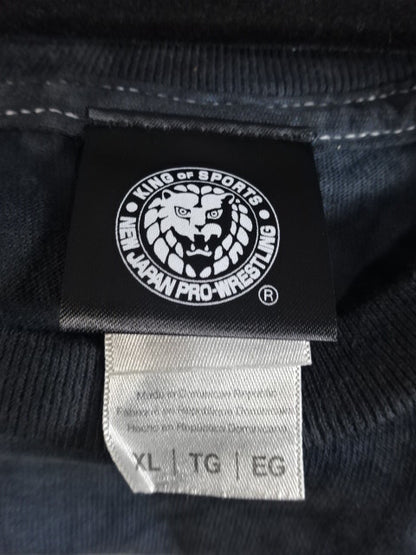 KING OF SPORTS
NEW JAPAN PRO-WRESTLING
®
Made in Dominican Republic
Fabriqué en République Dominicaine
Hecho en República Dominicana
XL | TG | EG